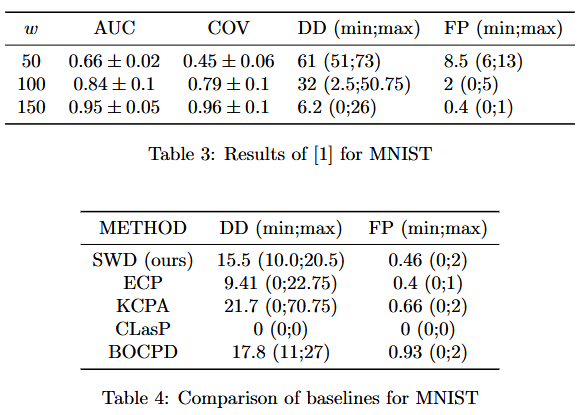 w AUC COV DD (min;max) FP (min;max)
50 0.66 ± 0.02 0.45 ± 0.06 61 (51;73) 8.5 (6;13)
100 0.84 ± 0.1 0.79 ± 0.1 32 (2.5;50.75) 2 (0;5)
150 0.95 ± 0.05 0.96 ± 0.1 6.2 (0;26) 0.4 (0;1)
Table 3: Results of [1] for MNIST
METHOD DD (min;max) FP (min;max)
SWD (ours) 15.5 (10.0;20.5) 0.46 (0;2)
ECP 9.41 (0;22.75) 0.4 (0;1)
KCPA 21.7 (0;70.75) 0.66 (0;2)
CLasP 0 (0;0) 0 (0;0)
BOCPD 17.8 (11;27) 0.93 (0;2)
Table 4: Comparison of baselines for MNIST